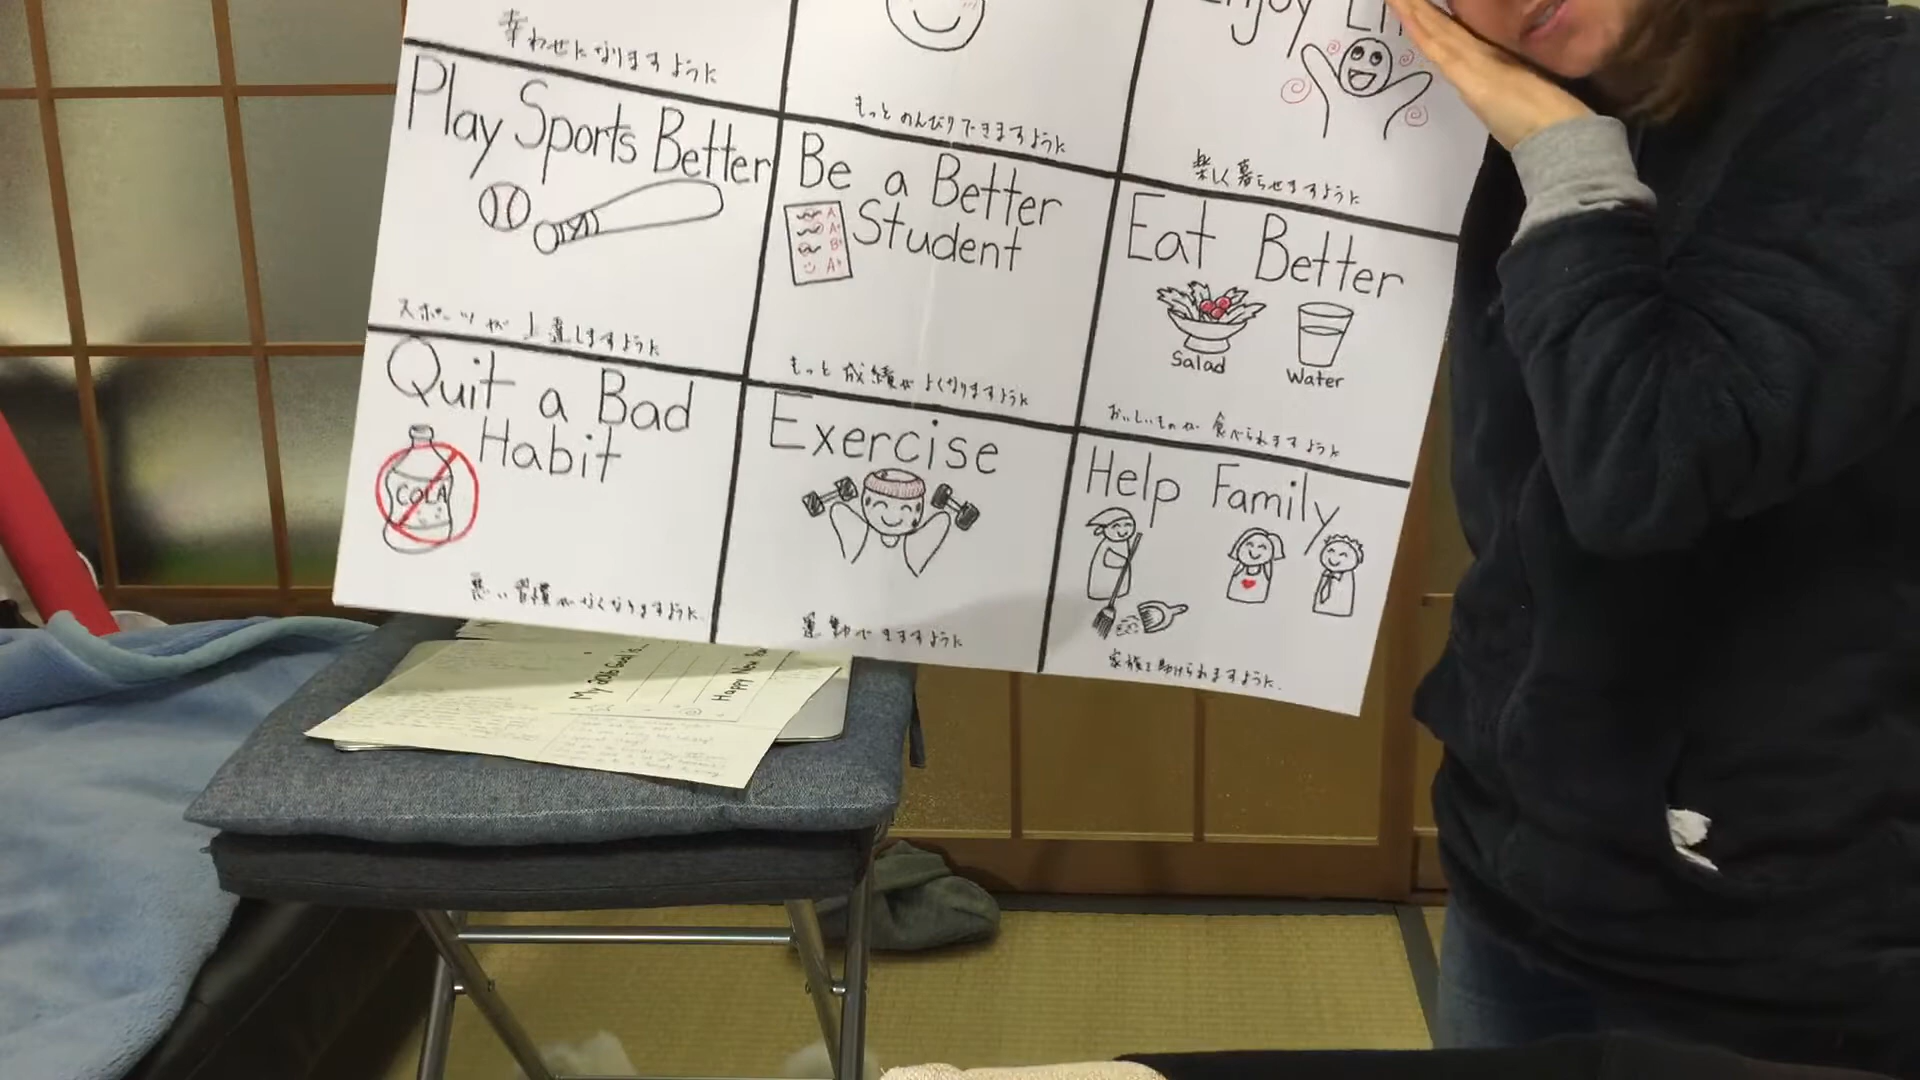 幸わせになりますように
もっとのんびりできますように
Enjoy
楽しく暮らせますように
Play Sports Better
スポーツが上達しますように
Be a Better
Student
A
A+
B+
A+
もっと成績がよくなりますように
Eat Better
Salad
Water
おいしいものが食べられますように
Quit a Bad
Habit
COLA
悪い習慣がなくなりますように.
Exercise
運動できますように
Help Family
家族を助けられますように.
My 2016 Goal is
Happy New